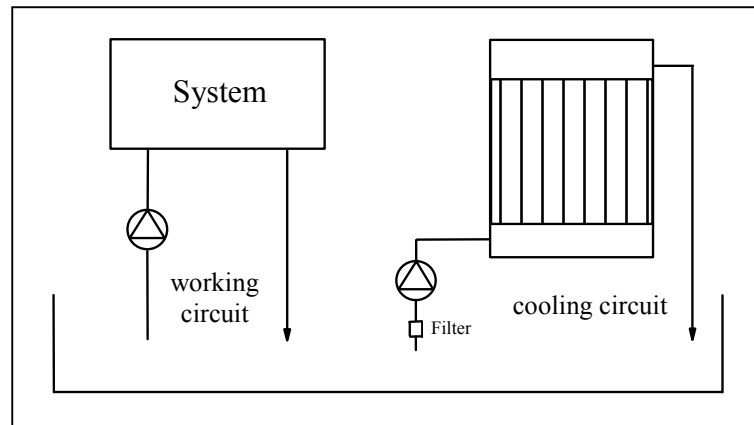 System
working
circuit
Filter
cooling circuit